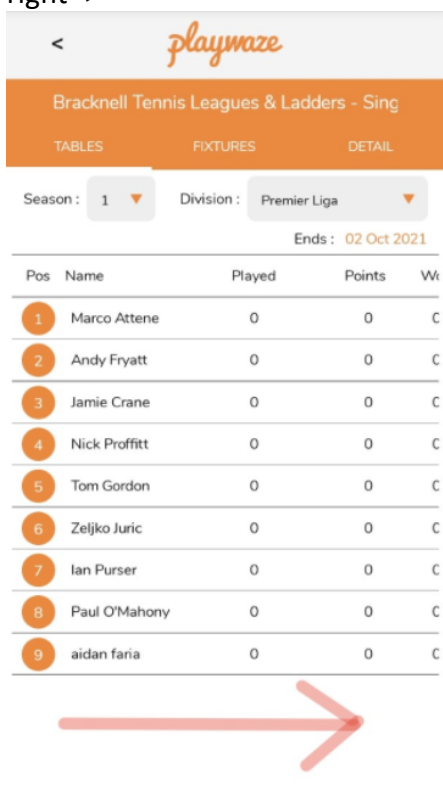 <
playwaze
Bracknell Tennis Leagues & Ladders - Sing
TABLES FIXTURES DETAIL
Season : 1 Division : Premier Liga
Ends : 02 Oct 2021
Pos Name Played Points
1 Marco Attene 0 0
2 Andy Fryatt 0 0
3 Jamie Crane 0 0
4 Nick Proffitt 0 0
5 Tom Gordon 0 0
6 Zeljko Juric 0 0
7 Ian Purser 0 0
8 Paul O'Mahony 0 0
9 aidan faria 0 0